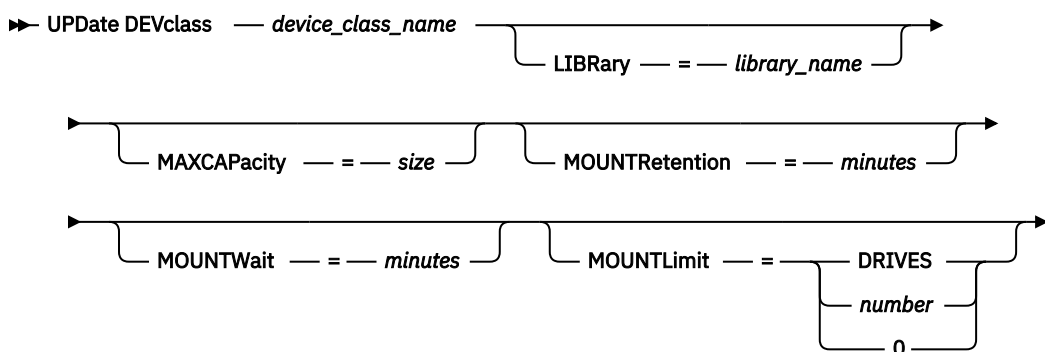 UPDate DEVclass — device_class_name
LIBRary — = — library_name
MAXCAPacity — = — size
MOUNTRetention — = — minutes
MOUNTWait — = — minutes
MOUNTLimit — = — DRIVES
number
0